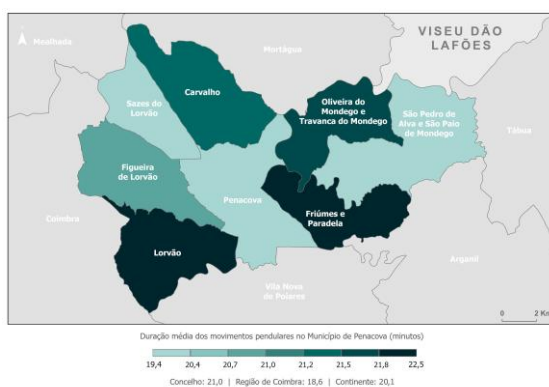 VISEU DÃO
LAFÕES
Mealhada
Mortágua
Carvalho
Sazes do
Lorvão
Oliveira do
Mondego e
Travanca do Mondego
São Pedro de
Alva e São Paio
de Mondego
Tábua
Figueira
de Lorvão
Penacova
Friúmes e
Paradela
Coimbra
Lorvão
Arganil
Vila Nova
de Poiares
0 2 Km
Duração média dos movimentos pendulares no Município de Penacova (minutos)
19,4 20,4 20,7 21,0 21,2 21,5 21,8 22,5
Concelho: 21,0 | Região de Coimbra: 18,6 | Continente: 20,1